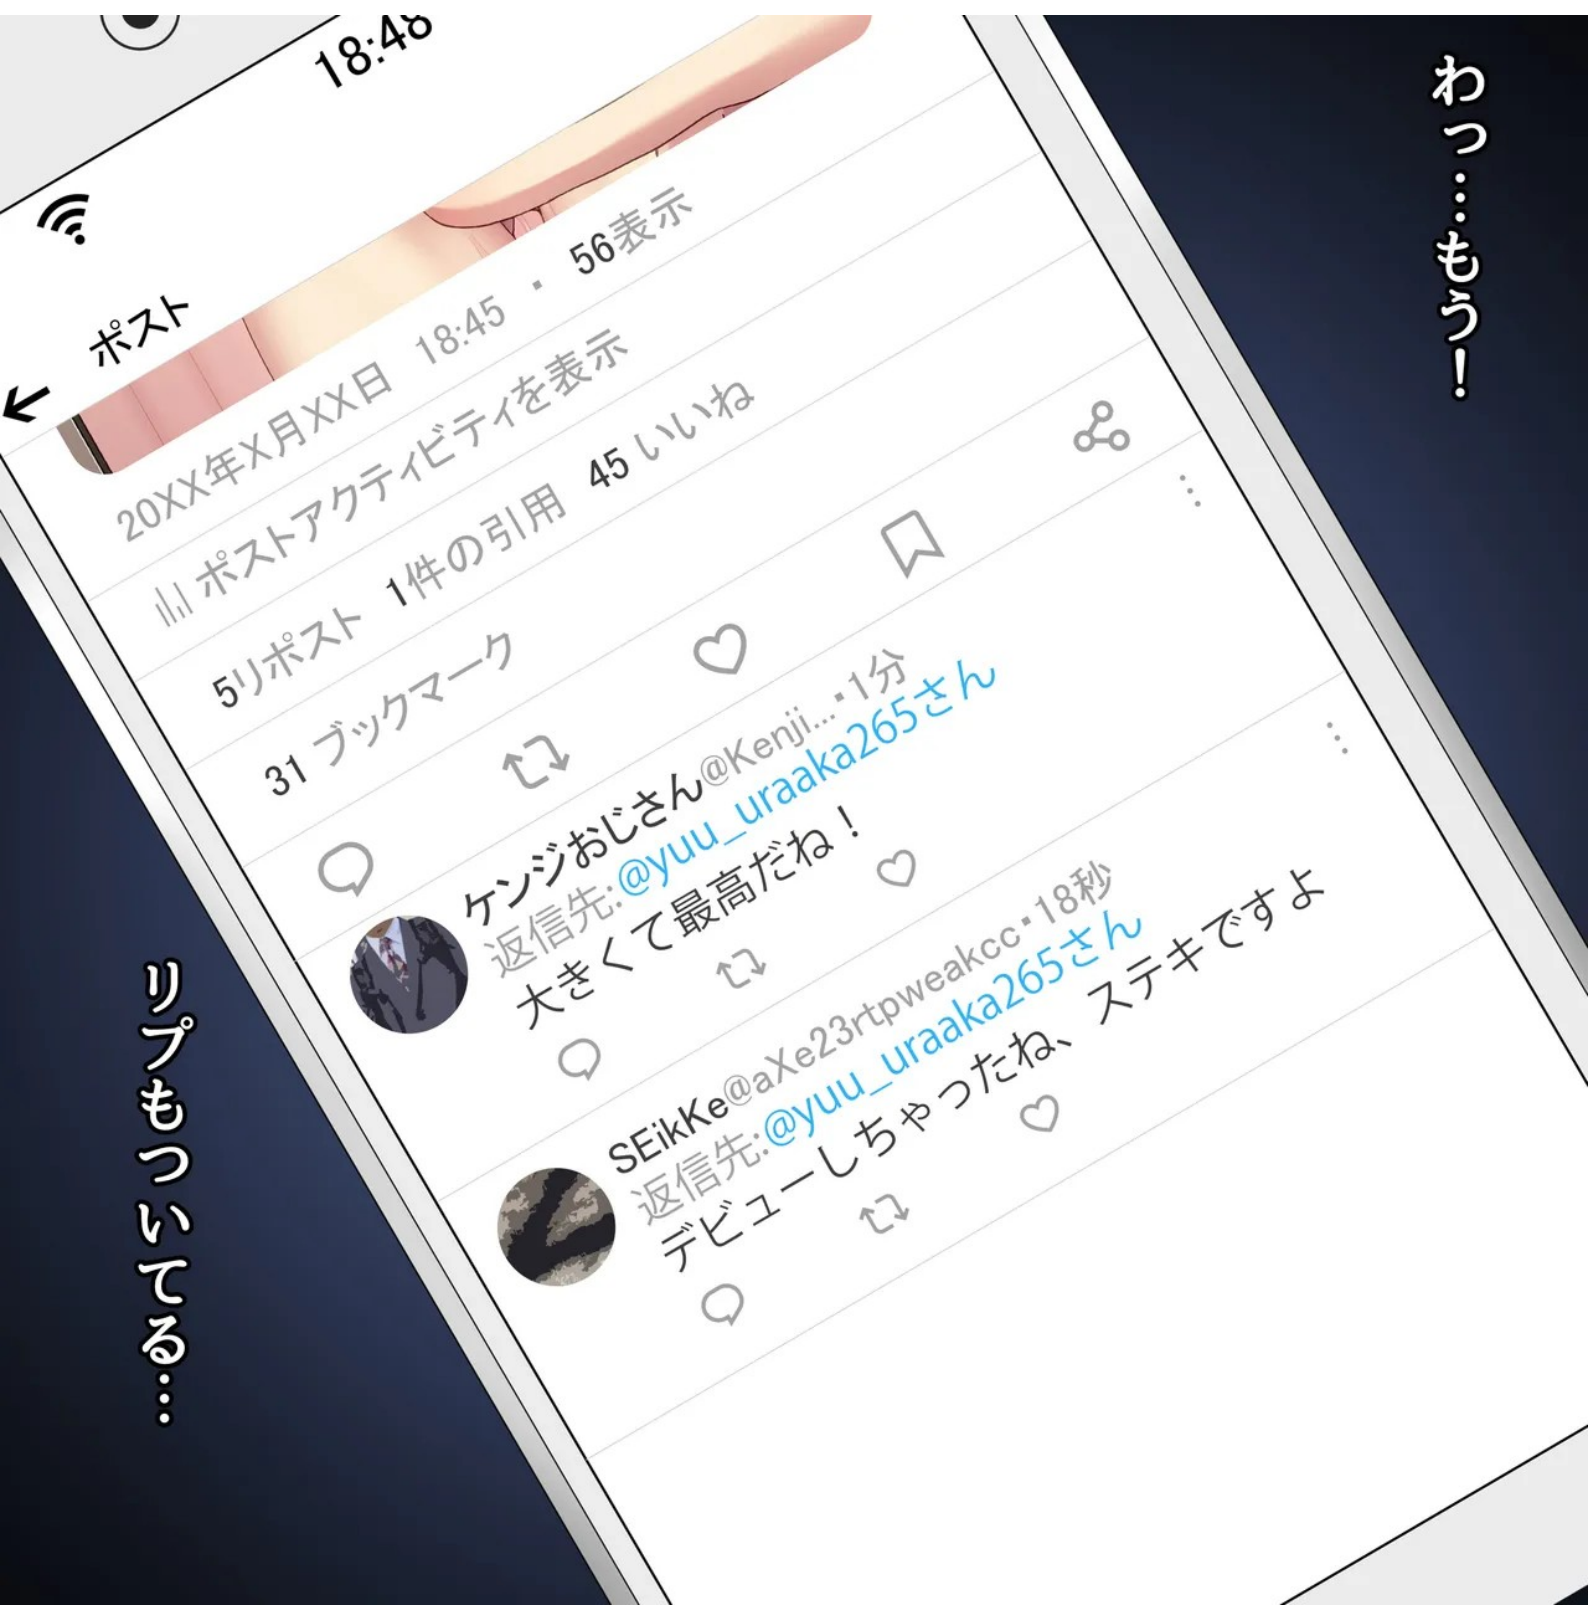 わっ…もう！
18:48
ポスト
20XX年X月XX日 18:45 · 56表示
ポストアクティビティを表示
5リポスト 1件の引用 45 いいね
31 ブックマーク
ケンジおじさん@Kenji...·1分
返信先:@yuu_uraaka265さん
大きくて最高だね！
SEikKe@aXe23rtpweakcc·18秒
返信先:@yuu_uraaka265さん
デビューしちゃったね、ステキですよ
リプもついてる…